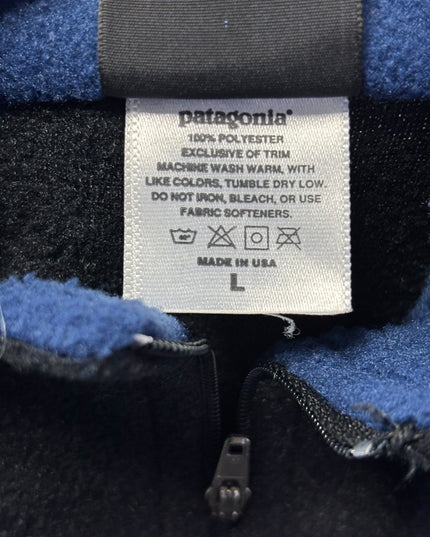 patagonia®
100% POLYESTER
EXCLUSIVE OF TRIM
MACHINE WASH WARM, WITH
LIKE COLORS, TUMBLE DRY LOW.
DO NOT IRON, BLEACH, OR USE
FABRIC SOFTENERS.
MADE IN USA
L